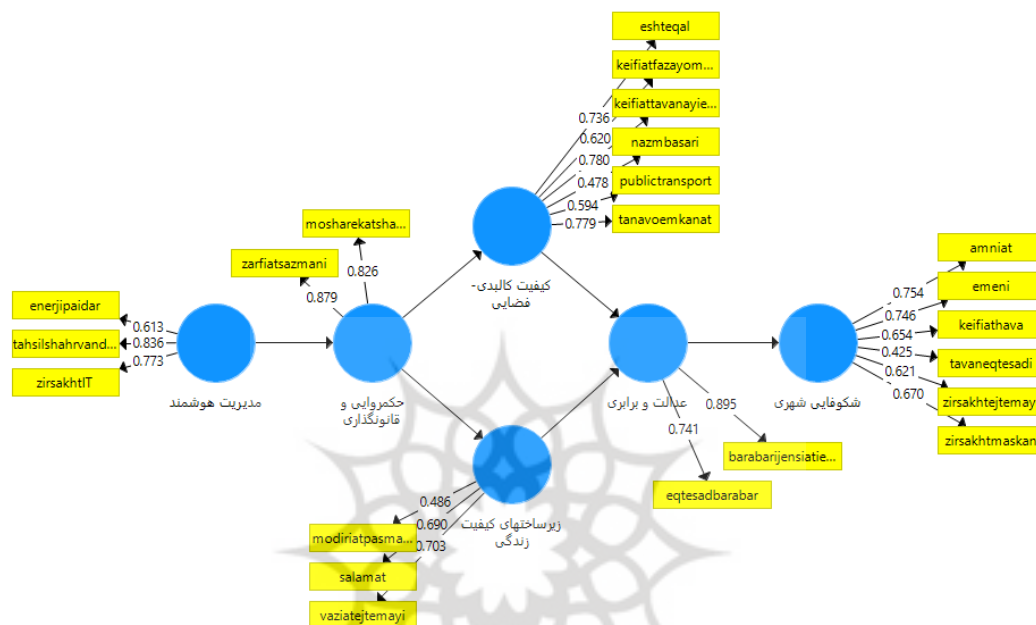 eshteqal
keifiatfazayom...
keifiattavanayie...
nazmbasari
publictransport
tanavoemkanat
0.736
0.620
0.780
0.478
0.594
0.779
کیفیت کالبدی-
فضایی
mosharekatsha...
zarfiatsazmani
0.826
0.879
حکمروایی و
قانونگذاری
enerjipaidar
tahsilshahrvand...
zirsakhtIT
0.613
0.836
0.773
مدیریت هوشمند
عدالت و برابری
0.895
0.741
barabarijensiatie...
eqtesadbarabar
amniat
emeni
keifiathava
tavaneqtesadi
zirsakhtejtemayi
zirsakhtmaskan
0.754
0.746
0.654
0.425
0.621
0.670
شکوفایی شهری
زیرساختهای کیفیت
زندگی
0.486
0.690
0.703
modiriatpasma...
salamat
vaziatejtemayi